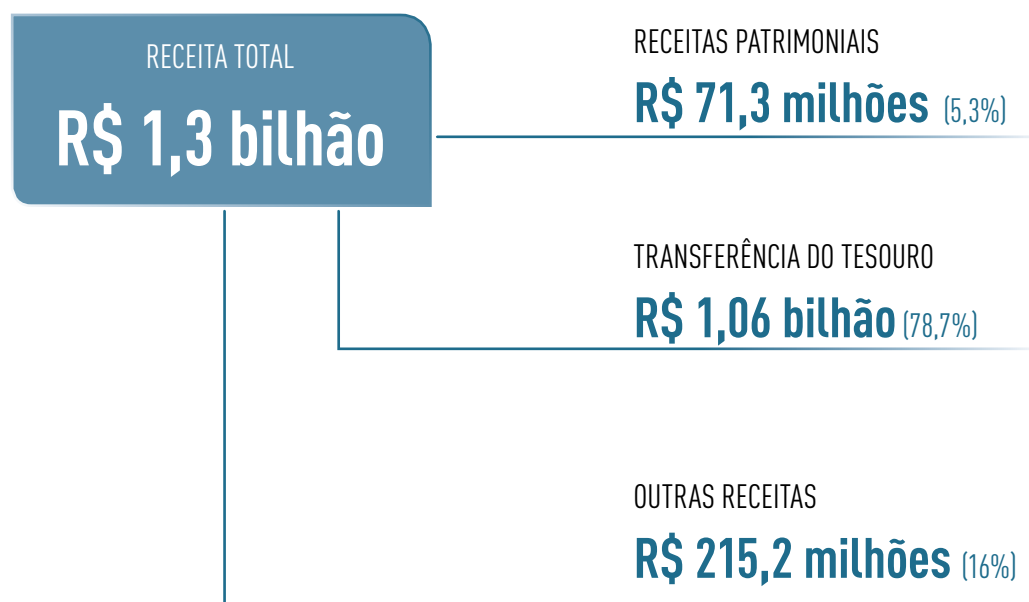 RECEITA TOTAL
R$ 1,3 bilhão
RECEITAS PATRIMONIAIS
R$ 71,3 milhões (5,3%)
TRANSFERÊNCIA DO TESOURO
R$ 1,06 bilhão (78,7%)
OUTRAS RECEITAS
R$ 215,2 milhões (16%)